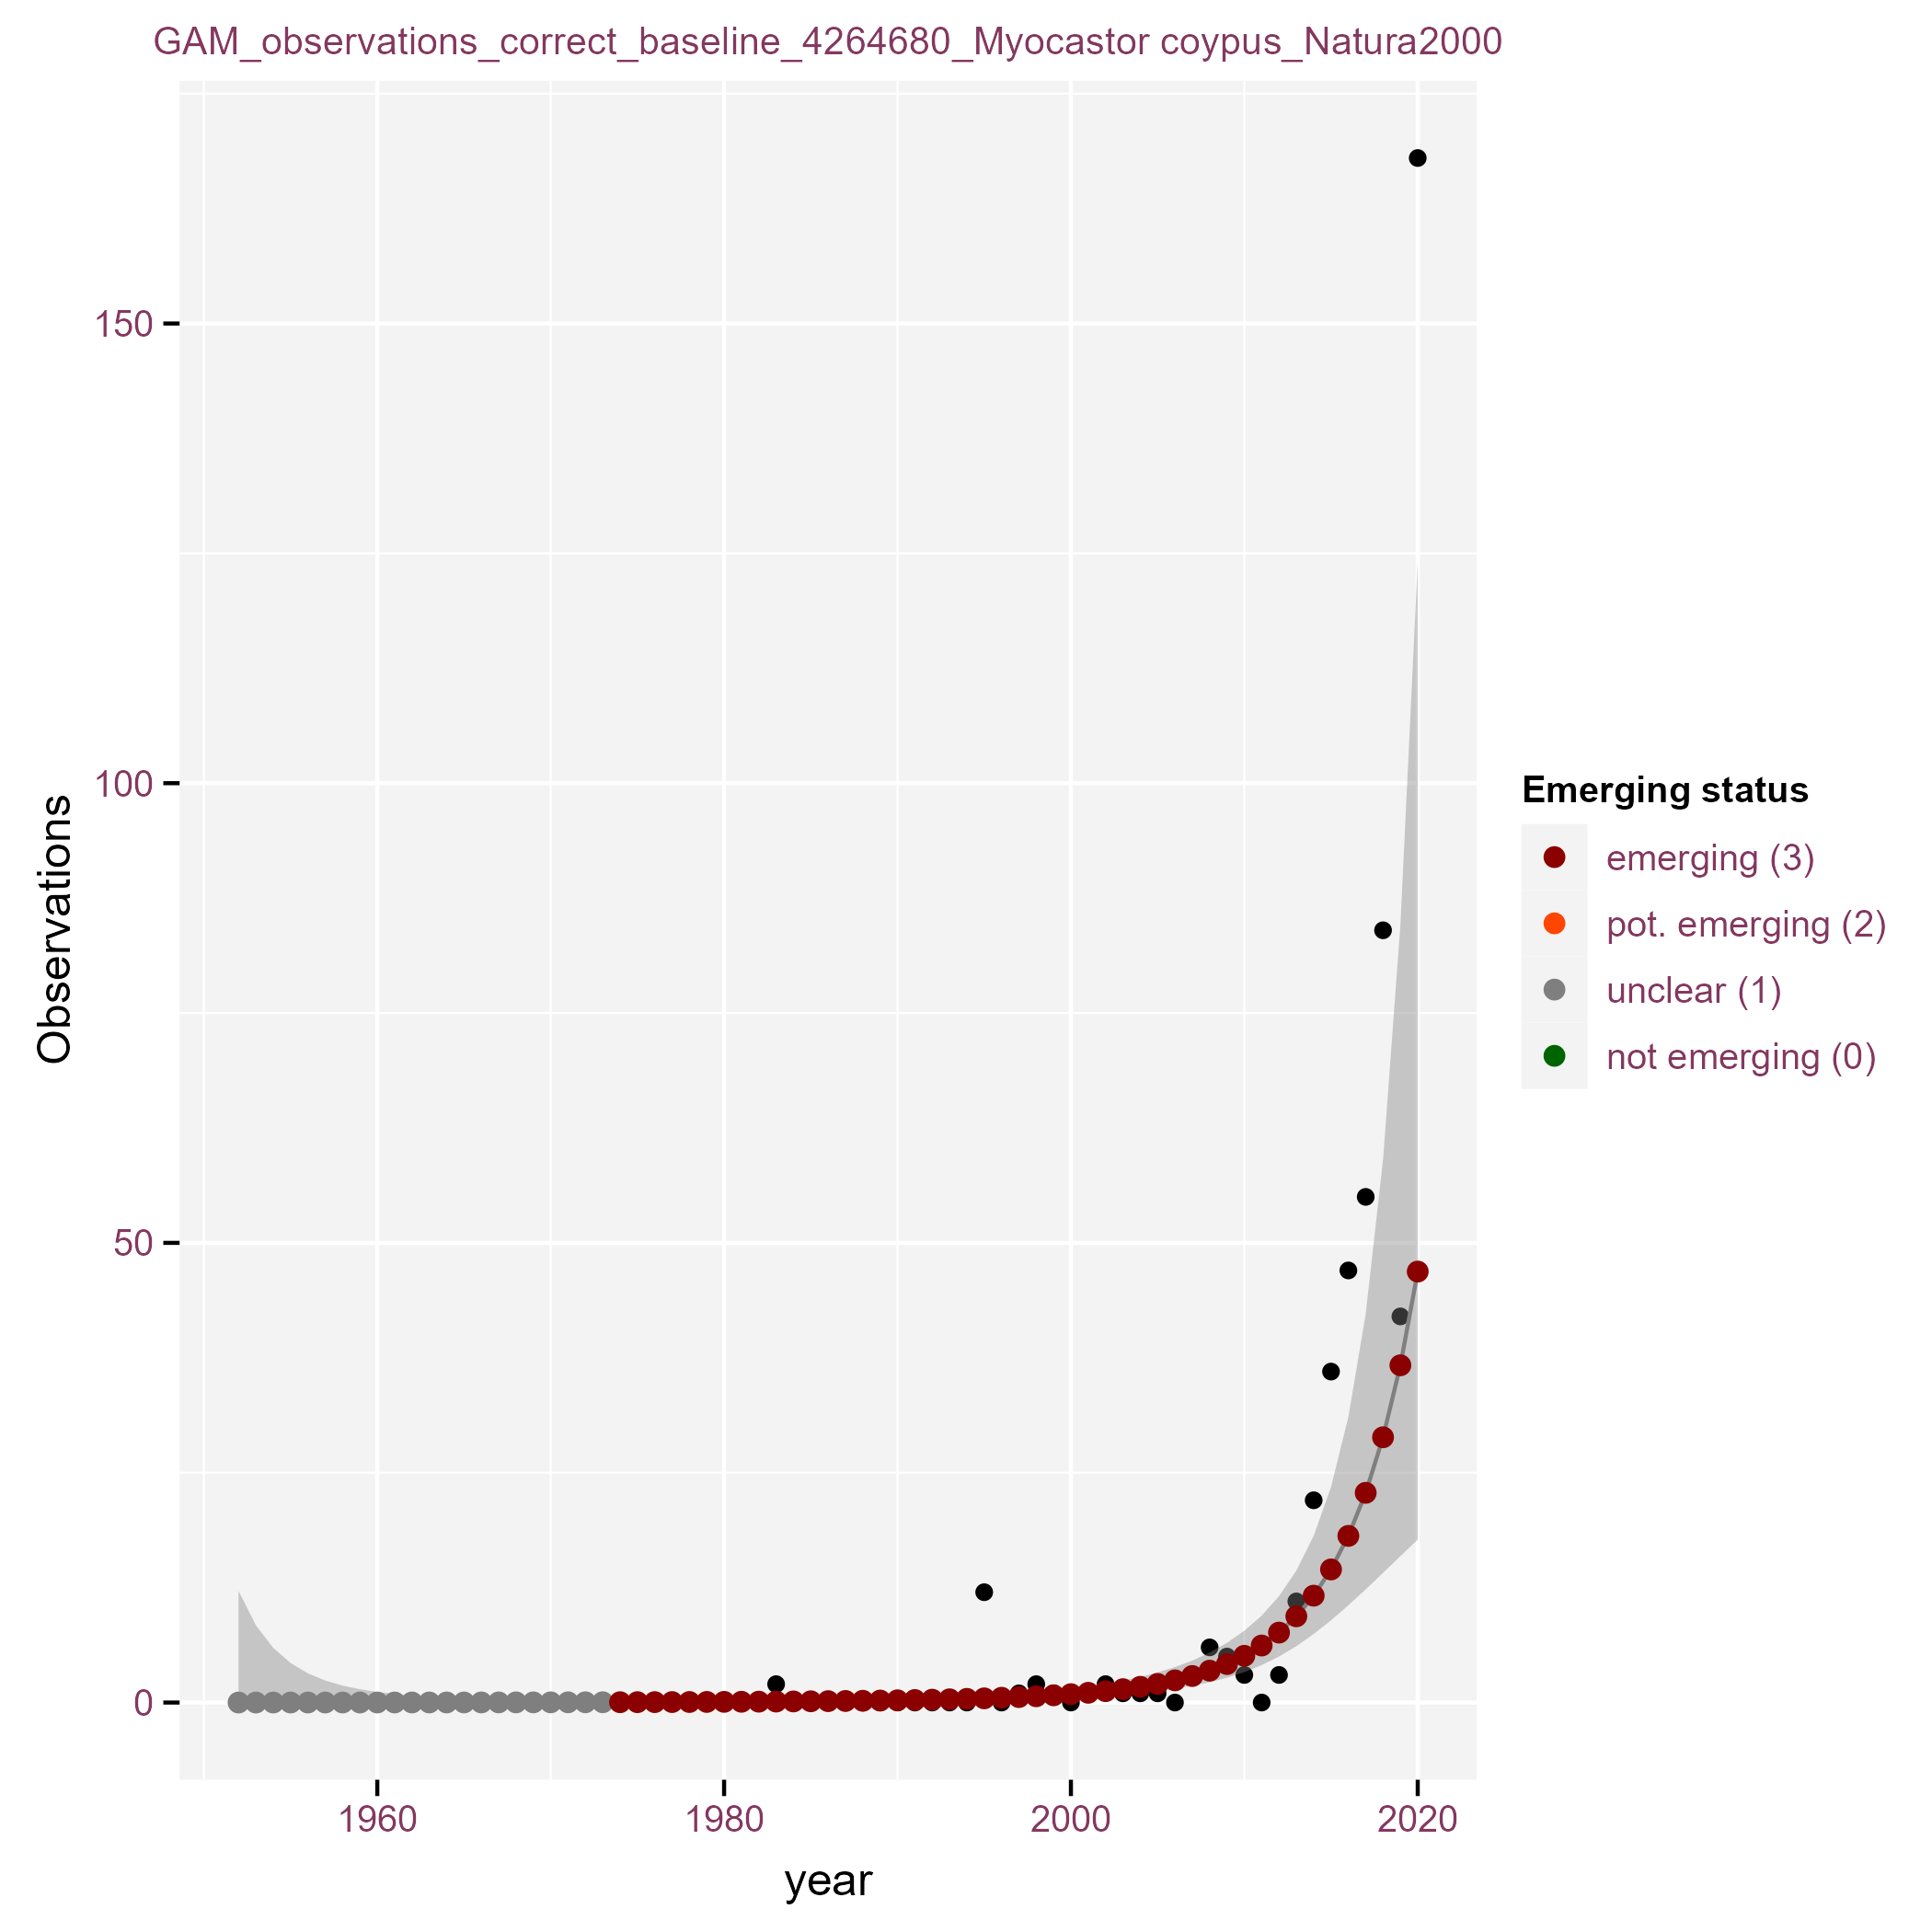 GAM_observations_correct_baseline_4264680_Myocastor coypus_Natura2000
Observations
150
100
50
0
1960
1980
2000
2020
year
Emerging status
emerging (3)
pot. emerging (2)
unclear (1)
not emerging (0)